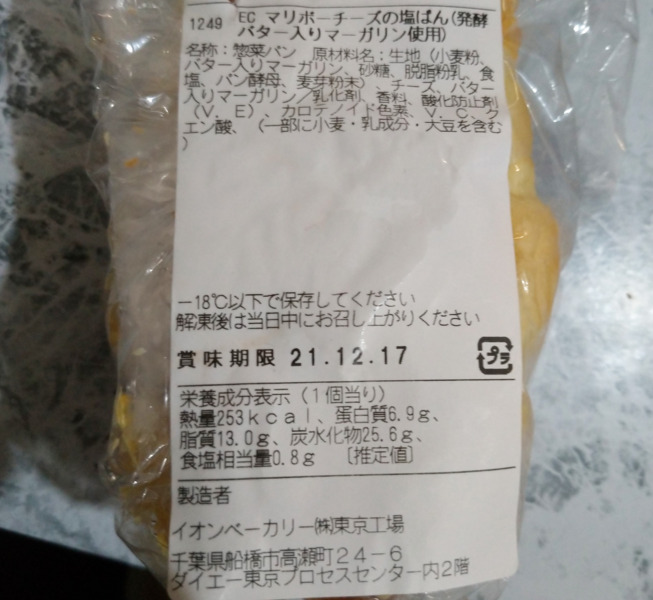 1249 EC マリボーチーズの塩ぱん(発酵
バター入りマーガリン使用)
名称:惣菜パン 原材料名:生地(小麦粉、
バター入りマーガリン、砂糖、脱脂粉乳、食
塩、パン酵母、麦芽粉末)、チーズ、バター
入りマーガリン/乳化剤、香料、酸化防止剤
(V.E)、カロテノイド色素、V.C、ク
エン酸、(一部に小麦・乳成分・大豆を含む
)
-18℃以下で保存してください
解凍後は当日中にお召し上がりください
賞味期限 21.12.17
プラ
栄養成分表示(1個当り)
熱量253kcal、蛋白質6.9g、
脂質13.0g、炭水化物25.6g、
食塩相当量0.8g 〔推定値〕
製造者
イオンベーカリー㈱東京工場
千葉県船橋市高瀬町24-6
ダイエー東京プロセスセンター内2階